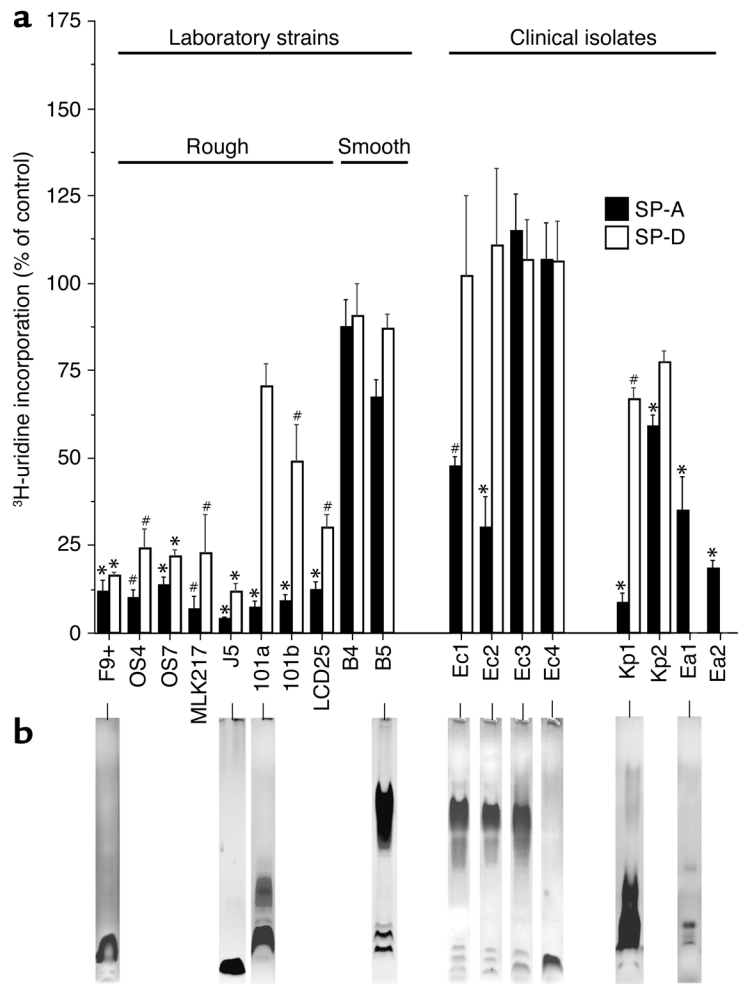 a
Laboratory strains
Clinical isolates
Rough
Smooth
³H-uridine incorporation (% of control)
175
150
125
100
75
50
25
0
SP-A
SP-D
* * # # * * # # * * * # * # # * * # * * *
F9+
OS4
OS7
MLK217
J5
101a
101b
LCD25
B4
B5
Ec1
Ec2
Ec3
Ec4
Kp1
Kp2
Ea1
Ea2
b